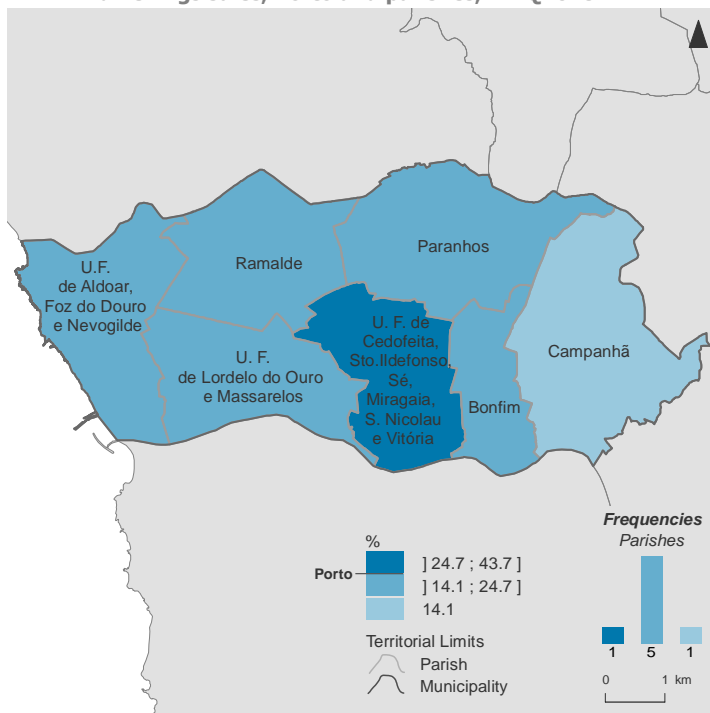 U.F.
de Aldoar,
Foz do Douro
e Nevogilde
Ramalde
Paranhos
U. F.
de Lordelo do Ouro
e Massarelos
U. F. de
Cedofeita,
Sto.Ildefonso,
Sé,
Miragaia,
S. Nicolau
e Vitória
Bonfim
Campanhã
%
Porto
] 24.7 ; 43.7 ]
] 14.1 ; 24.7 ]
14.1
Territorial Limits
Parish
Municipality
Frequencies
Parishes
1 5 1
0 1 km